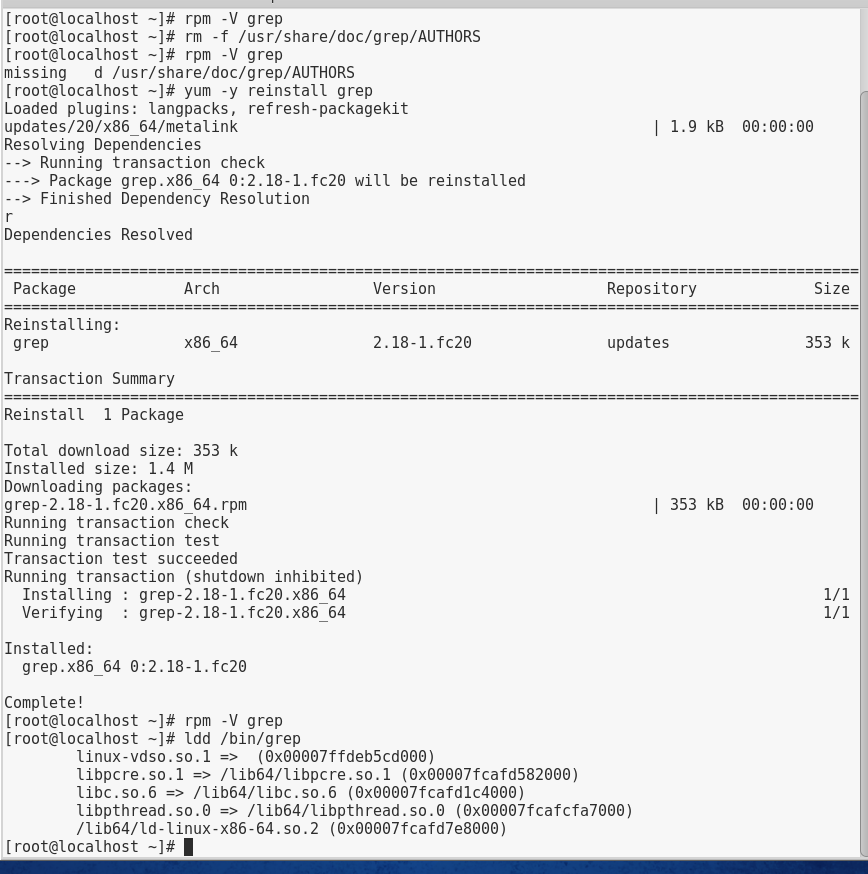 [root@localhost ~]# rpm -V grep
[root@localhost ~]# rm -f /usr/share/doc/grep/AUTHORS
[root@localhost ~]# rpm -V grep
missing   d /usr/share/doc/grep/AUTHORS
[root@localhost ~]# yum -y reinstall grep
Loaded plugins: langpacks, refresh-packagekit
updates/20/x86_64/metalink                                              | 1.9 kB  00:00:00
Resolving Dependencies
--> Running transaction check
---> Package grep.x86_64 0:2.18-1.fc20 will be reinstalled
--> Finished Dependency Resolution
r
Dependencies Resolved

===============================================================================================
 Package            Arch                 Version                   Repository             Size
===============================================================================================
Reinstalling:
 grep               x86_64               2.18-1.fc20               updates               353 k

Transaction Summary
===============================================================================================
Reinstall  1 Package

Total download size: 353 k
Installed size: 1.4 M
Downloading packages:
grep-2.18-1.fc20.x86_64.rpm                                             | 353 kB  00:00:00
Running transaction check
Running transaction test
Transaction test succeeded
Running transaction (shutdown inhibited)
  Installing : grep-2.18-1.fc20.x86_64                                                     1/1
  Verifying  : grep-2.18-1.fc20.x86_64                                                     1/1

Installed:
  grep.x86_64 0:2.18-1.fc20

Complete!
[root@localhost ~]# rpm -V grep
[root@localhost ~]# ldd /bin/grep
        linux-vdso.so.1 =>  (0x00007ffdeb5cd000)
        libpcre.so.1 => /lib64/libpcre.so.1 (0x00007fcafd582000)
        libc.so.6 => /lib64/libc.so.6 (0x00007fcafd1c4000)
        libpthread.so.0 => /lib64/libpthread.so.0 (0x00007fcafcfa7000)
        /lib64/ld-linux-x86-64.so.2 (0x00007fcafd7e8000)
[root@localhost ~]#